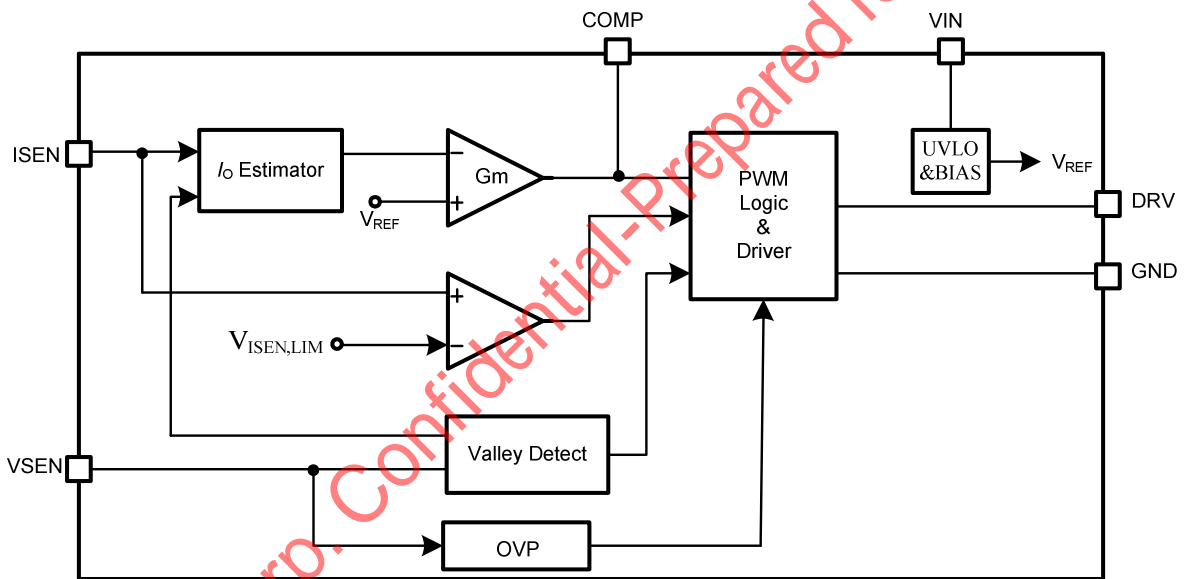 COMP
VIN
ISEN
IO Estimator
−
Gm
+
VREF
PWM
Logic
&
Driver
UVLO
&BIAS
VREF
DRV
GND
+
VISEN,LIM
−
VSEN
Valley Detect
OVP
rp. Confidential-Prepared